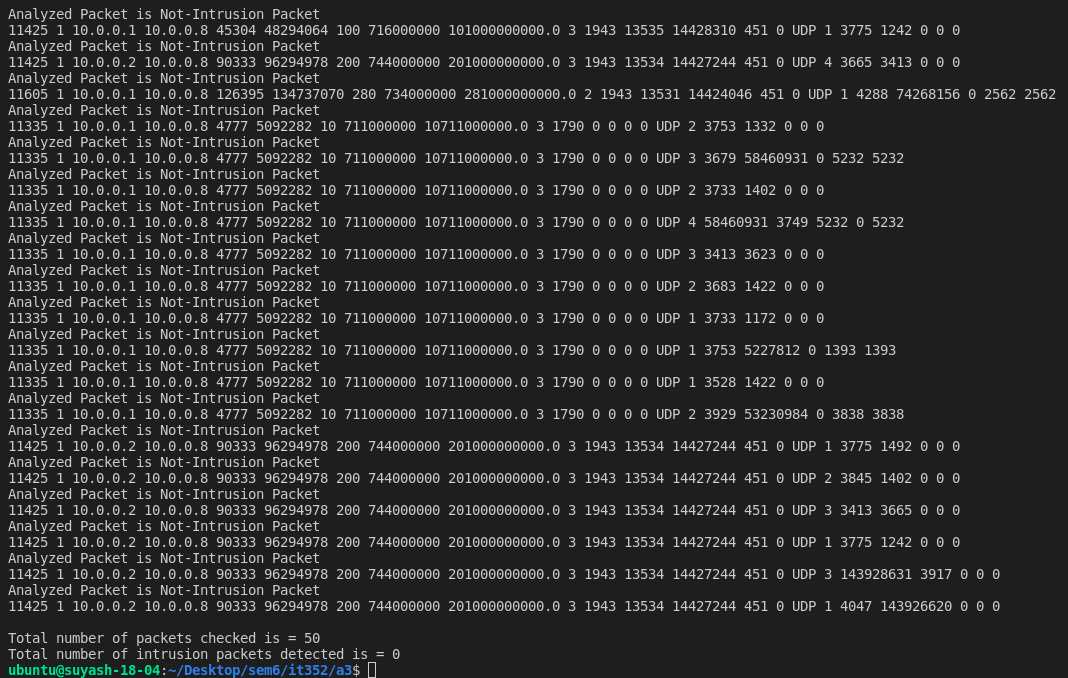 Analyzed Packet is Not-Intrusion Packet
11425 1 10.0.0.1 10.0.0.8 45304 48294064 100 716000000 101000000000.0 3 1943 13535 14428310 451 0 UDP 1 3775 1242 0 0 0
Analyzed Packet is Not-Intrusion Packet
11425 1 10.0.0.2 10.0.0.8 90333 96294978 200 744000000 201000000000.0 3 1943 13534 14427244 451 0 UDP 4 3665 3413 0 0 0
Analyzed Packet is Not-Intrusion Packet
11605 1 10.0.0.1 10.0.0.8 126395 134737070 280 734000000 281000000000.0 2 1943 13531 14424046 451 0 UDP 1 4288 74268156 0 2562 2562
Analyzed Packet is Not-Intrusion Packet
11335 1 10.0.0.1 10.0.0.8 4777 5092282 10 711000000 10711000000.0 3 1790 0 0 0 0 UDP 2 3753 1332 0 0 0
Analyzed Packet is Not-Intrusion Packet
11335 1 10.0.0.1 10.0.0.8 4777 5092282 10 711000000 10711000000.0 3 1790 0 0 0 0 UDP 3 3679 58460931 0 5232 5232
Analyzed Packet is Not-Intrusion Packet
11335 1 10.0.0.1 10.0.0.8 4777 5092282 10 711000000 10711000000.0 3 1790 0 0 0 0 UDP 2 3733 1402 0 0 0
Analyzed Packet is Not-Intrusion Packet
11335 1 10.0.0.1 10.0.0.8 4777 5092282 10 711000000 10711000000.0 3 1790 0 0 0 0 UDP 4 58460931 3749 5232 0 5232
Analyzed Packet is Not-Intrusion Packet
11335 1 10.0.0.1 10.0.0.8 4777 5092282 10 711000000 10711000000.0 3 1790 0 0 0 0 UDP 3 3413 3623 0 0 0
Analyzed Packet is Not-Intrusion Packet
11335 1 10.0.0.1 10.0.0.8 4777 5092282 10 711000000 10711000000.0 3 1790 0 0 0 0 UDP 2 3683 1422 0 0 0
Analyzed Packet is Not-Intrusion Packet
11335 1 10.0.0.1 10.0.0.8 4777 5092282 10 711000000 10711000000.0 3 1790 0 0 0 0 UDP 1 3733 1172 0 0 0
Analyzed Packet is Not-Intrusion Packet
11335 1 10.0.0.1 10.0.0.8 4777 5092282 10 711000000 10711000000.0 3 1790 0 0 0 0 UDP 1 3753 5227812 0 1393 1393
Analyzed Packet is Not-Intrusion Packet
11335 1 10.0.0.1 10.0.0.8 4777 5092282 10 711000000 10711000000.0 3 1790 0 0 0 0 UDP 1 3528 1422 0 0 0
Analyzed Packet is Not-Intrusion Packet
11335 1 10.0.0.1 10.0.0.8 4777 5092282 10 711000000 10711000000.0 3 1790 0 0 0 0 UDP 2 3929 53230984 0 3838 3838
Analyzed Packet is Not-Intrusion Packet
11425 1 10.0.0.2 10.0.0.8 90333 96294978 200 744000000 201000000000.0 3 1943 13534 14427244 451 0 UDP 1 3775 1492 0 0 0
Analyzed Packet is Not-Intrusion Packet
11425 1 10.0.0.2 10.0.0.8 90333 96294978 200 744000000 201000000000.0 3 1943 13534 14427244 451 0 UDP 2 3845 1402 0 0 0
Analyzed Packet is Not-Intrusion Packet
11425 1 10.0.0.2 10.0.0.8 90333 96294978 200 744000000 201000000000.0 3 1943 13534 14427244 451 0 UDP 3 3413 3665 0 0 0
Analyzed Packet is Not-Intrusion Packet
11425 1 10.0.0.2 10.0.0.8 90333 96294978 200 744000000 201000000000.0 3 1943 13534 14427244 451 0 UDP 1 3775 1242 0 0 0
Analyzed Packet is Not-Intrusion Packet
11425 1 10.0.0.2 10.0.0.8 90333 96294978 200 744000000 201000000000.0 3 1943 13534 14427244 451 0 UDP 3 143928631 3917 0 0 0
Analyzed Packet is Not-Intrusion Packet
11425 1 10.0.0.2 10.0.0.8 90333 96294978 200 744000000 201000000000.0 3 1943 13534 14427244 451 0 UDP 1 4047 143926620 0 0 0
Total number of packets checked is = 50
Total number of intrusion packets detected is = 0
ubuntu@suyash-18-04:~/Desktop/sem6/it352/a3$